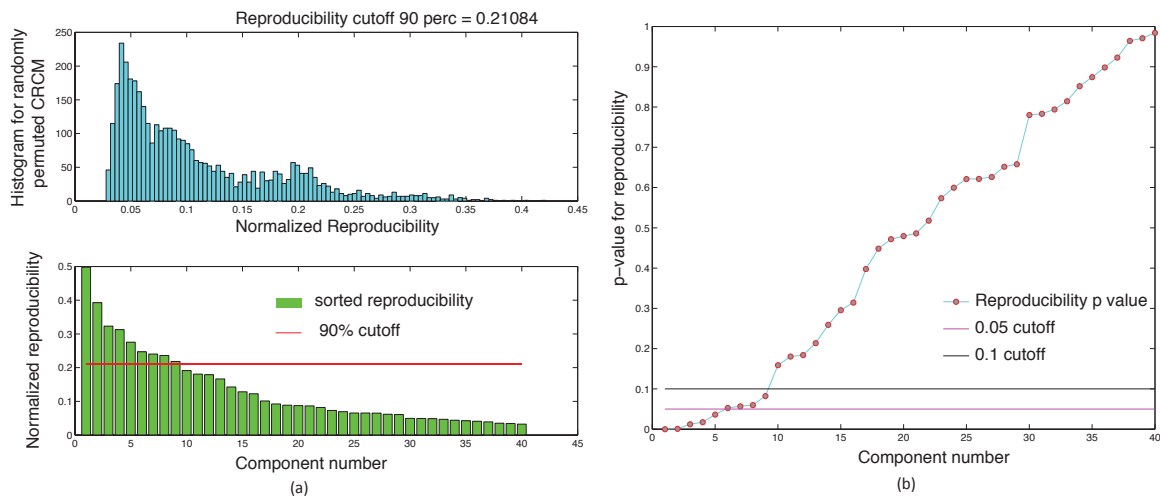 Reproducibility cutoff 90 perc = 0.21084
Histogram for randomly
permuted CRCM
250
200
150
100
50
0
0 0.05 0.1 0.15 0.2 0.25 0.3 0.35 0.4 0.45
Normalized Reproducibility
Normalized reproducibility
0.5
0.4
0.3
0.2
0.1
0
sorted reproducibility
90% cutoff
0 5 10 15 20 25 30 35 40 45
Component number
(a)
p-value for reproducibility
1
0.9
0.8
0.7
0.6
0.5
0.4
0.3
0.2
0.1
0
Reproducibility p value
0.05 cutoff
0.1 cutoff
0 5 10 15 20 25 30 35 40
Component number
(b)